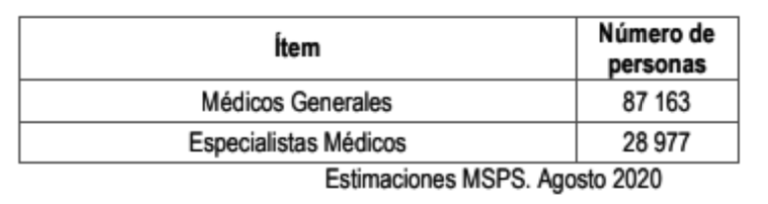 Ítem
Número de
personas
Médicos Generales 87 163
Especialistas Médicos 28 977
Estimaciones MSPS. Agosto 2020